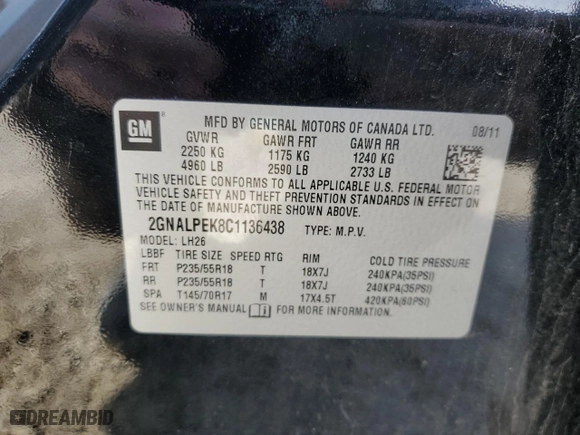 GM
MFD BY GENERAL MOTORS OF CANADA LTD. 08/11
GVWR GAWR FRT GAWR RR
2250 KG 1175 KG 1240 KG
4960 LB 2590 LB 2733 LB
THIS VEHICLE CONFORMS TO ALL APPLICABLE U.S. FEDERAL MOTOR
VEHICLE SAFETY AND THEFT PREVENTION STANDARDS IN EFFECT ON
THE DATE OF MANUFACTURE SHOWN ABOVE.
2GNALPEK8C1136438 TYPE: M.P.V.
MODEL: LH26
LBBF TIRE SIZE SPEED RTG RIM COLD TIRE PRESSURE
FRT P235/55R18 T 18X7J 240KPA(35PSI)
RR P235/55R18 T 18X7J 240KPA(35PSI)
SPA T145/70R17 M 17X4.5T 420KPA(60PSI)
SEE OWNER'S MANUAL FOR MORE INFORMATION
DREAMBID